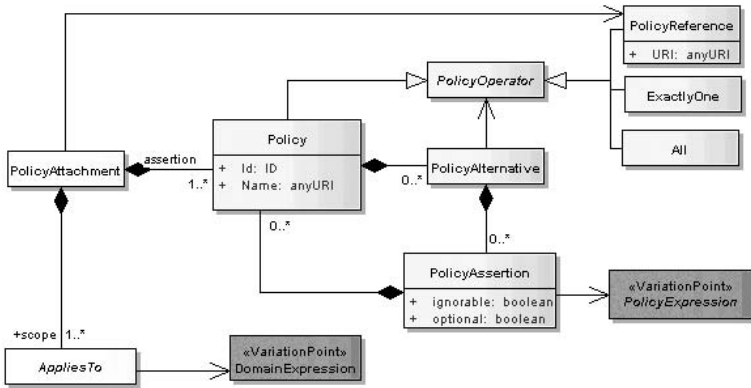 PolicyReference
+ URI: anyURI
PolicyOperator
ExactlyOne
All
Policy
+ Id: ID
+ Name: anyURI
assertion
1..*
PolicyAttachment
0..*
PolicyAlternative
0..*
0..*
PolicyAssertion
+ ignorable: boolean
+ optional: boolean
«VariationPoint»
PolicyExpression
+scope
1..*
AppliesTo
«VariationPoint»
DomainExpression